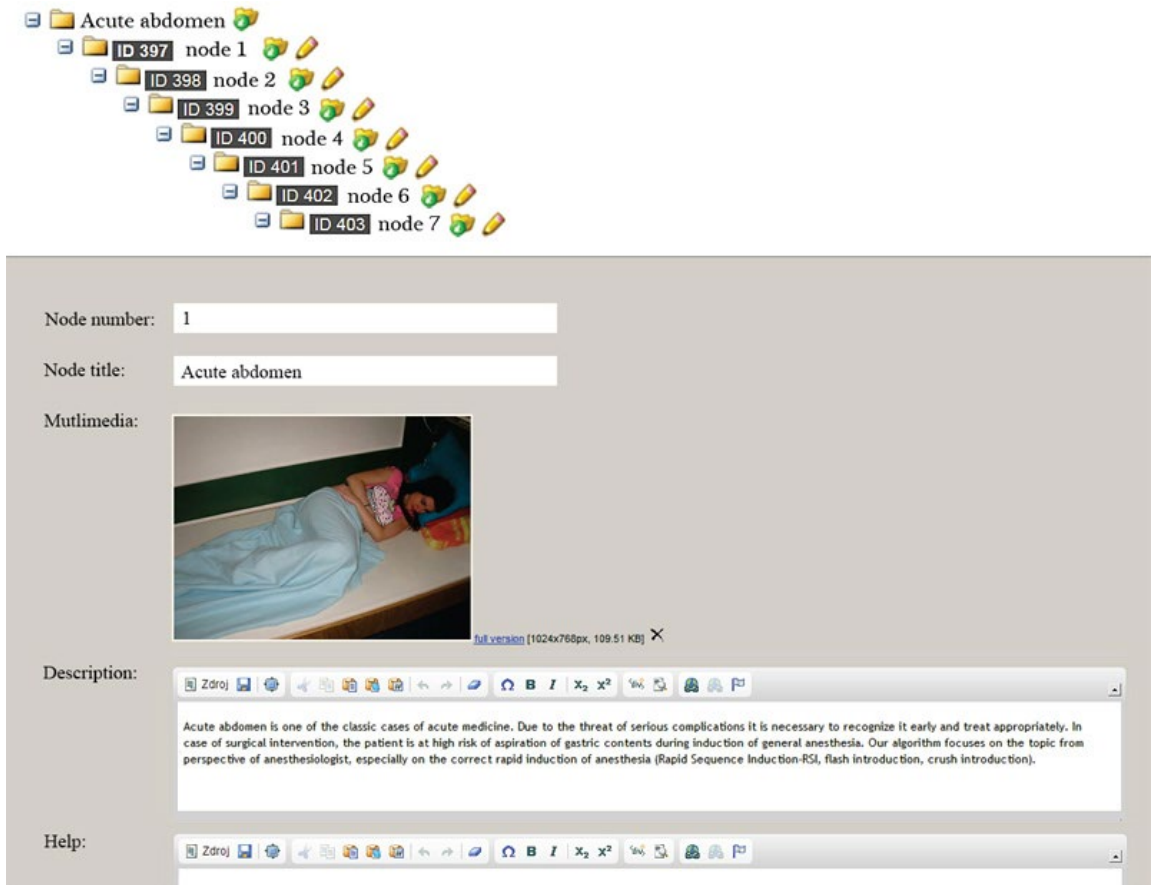 Acute abdomen
ID 397 node 1
ID 398 node 2
ID 399 node 3
ID 400 node 4
ID 401 node 5
ID 402 node 6
ID 403 node 7
Node number: 1
Node title: Acute abdomen
Mutlimedia:
full version [1024x768px, 109.51 KB]
Description:
Zdroj Ω B I x₂ x²
Acute abdomen is one of the classic cases of acute medicine. Due to the threat of serious complications it is necessary to recognize it early and treat appropriately. In
case of surgical intervention, the patient is at high risk of aspiration of gastric contents during induction of general anesthesia. Our algorithm focuses on the topic from
perspective of anesthesiologist, especially on the correct rapid induction of anesthesia (Rapid Sequence Induction-RSI, flash introduction, crush introduction).
Help:
Zdroj Ω B I x₂ x²